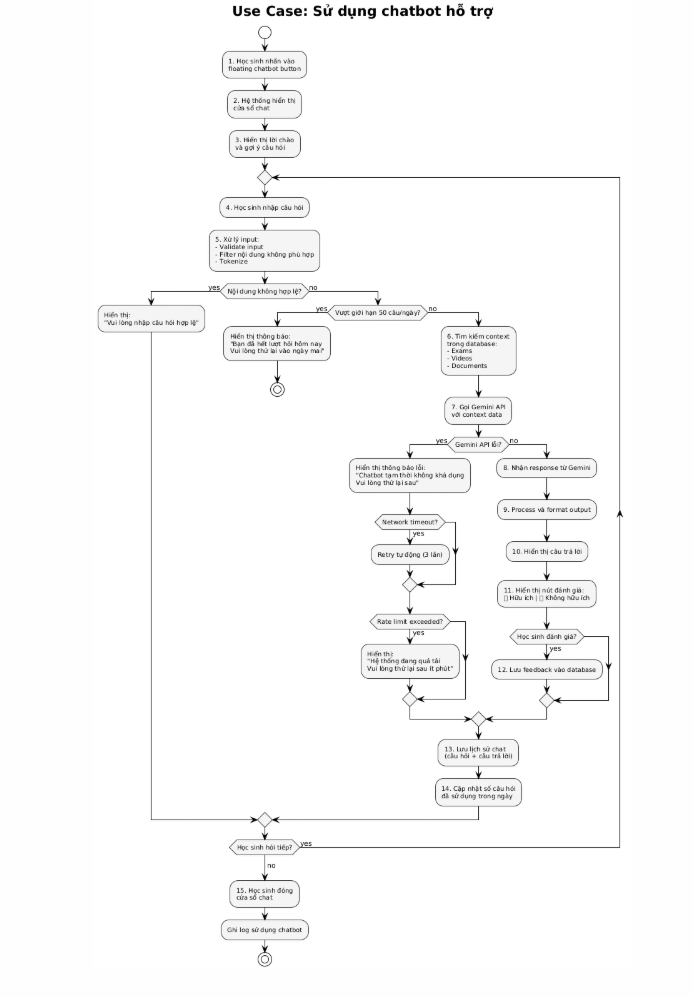 Use Case: Sử dụng chatbot hỗ trợ
1. Học sinh nhấn vào
floating chatbot button
2. Hệ thống hiển thị
cửa sổ chat
3. Hiển thị lời chào
và gợi ý câu hỏi
4. Học sinh nhập câu hỏi
5. Xử lý input:
- Validate input
- Filter nội dung không phù hợp
- Tokenize
yes
Nội dung không hợp lệ?
no
Hiển thị:
"Vui lòng nhập câu hỏi hợp lệ"
yes
Vượt giới hạn 50 câu/ngày?
no
Hiển thị thông báo:
"Bạn đã hết lượt hỏi hôm nay
Vui lòng thử lại vào ngày mai"
6. Tìm kiếm context
trong database:
- Exams
- Videos
- Documents
7. Gọi Gemini API
với context data
yes
Gemini API lỗi?
no
Hiển thị thông báo lỗi:
"Chatbot tạm thời không khả dụng
Vui lòng thử lại sau"
8. Nhận response từ Gemini
Network timeout?
yes
9. Process và format output
Retry tự động (3 lần)
10. Hiển thị câu trả lời
11. Hiển thị nút đánh giá:
Hữu ích | Không hữu ích
Rate limit exceeded?
yes
Học sinh đánh giá?
yes
Hiển thị:
"Hệ thống đang quá tải
Vui lòng thử lại sau ít phút"
12. Lưu feedback vào database
13. Lưu lịch sử chat
(câu hỏi + câu trả lời)
14. Cập nhật số câu hỏi
đã sử dụng trong ngày
Học sinh hỏi tiếp?
yes
no
15. Học sinh đóng
cửa sổ chat
Ghi log sử dụng chatbot